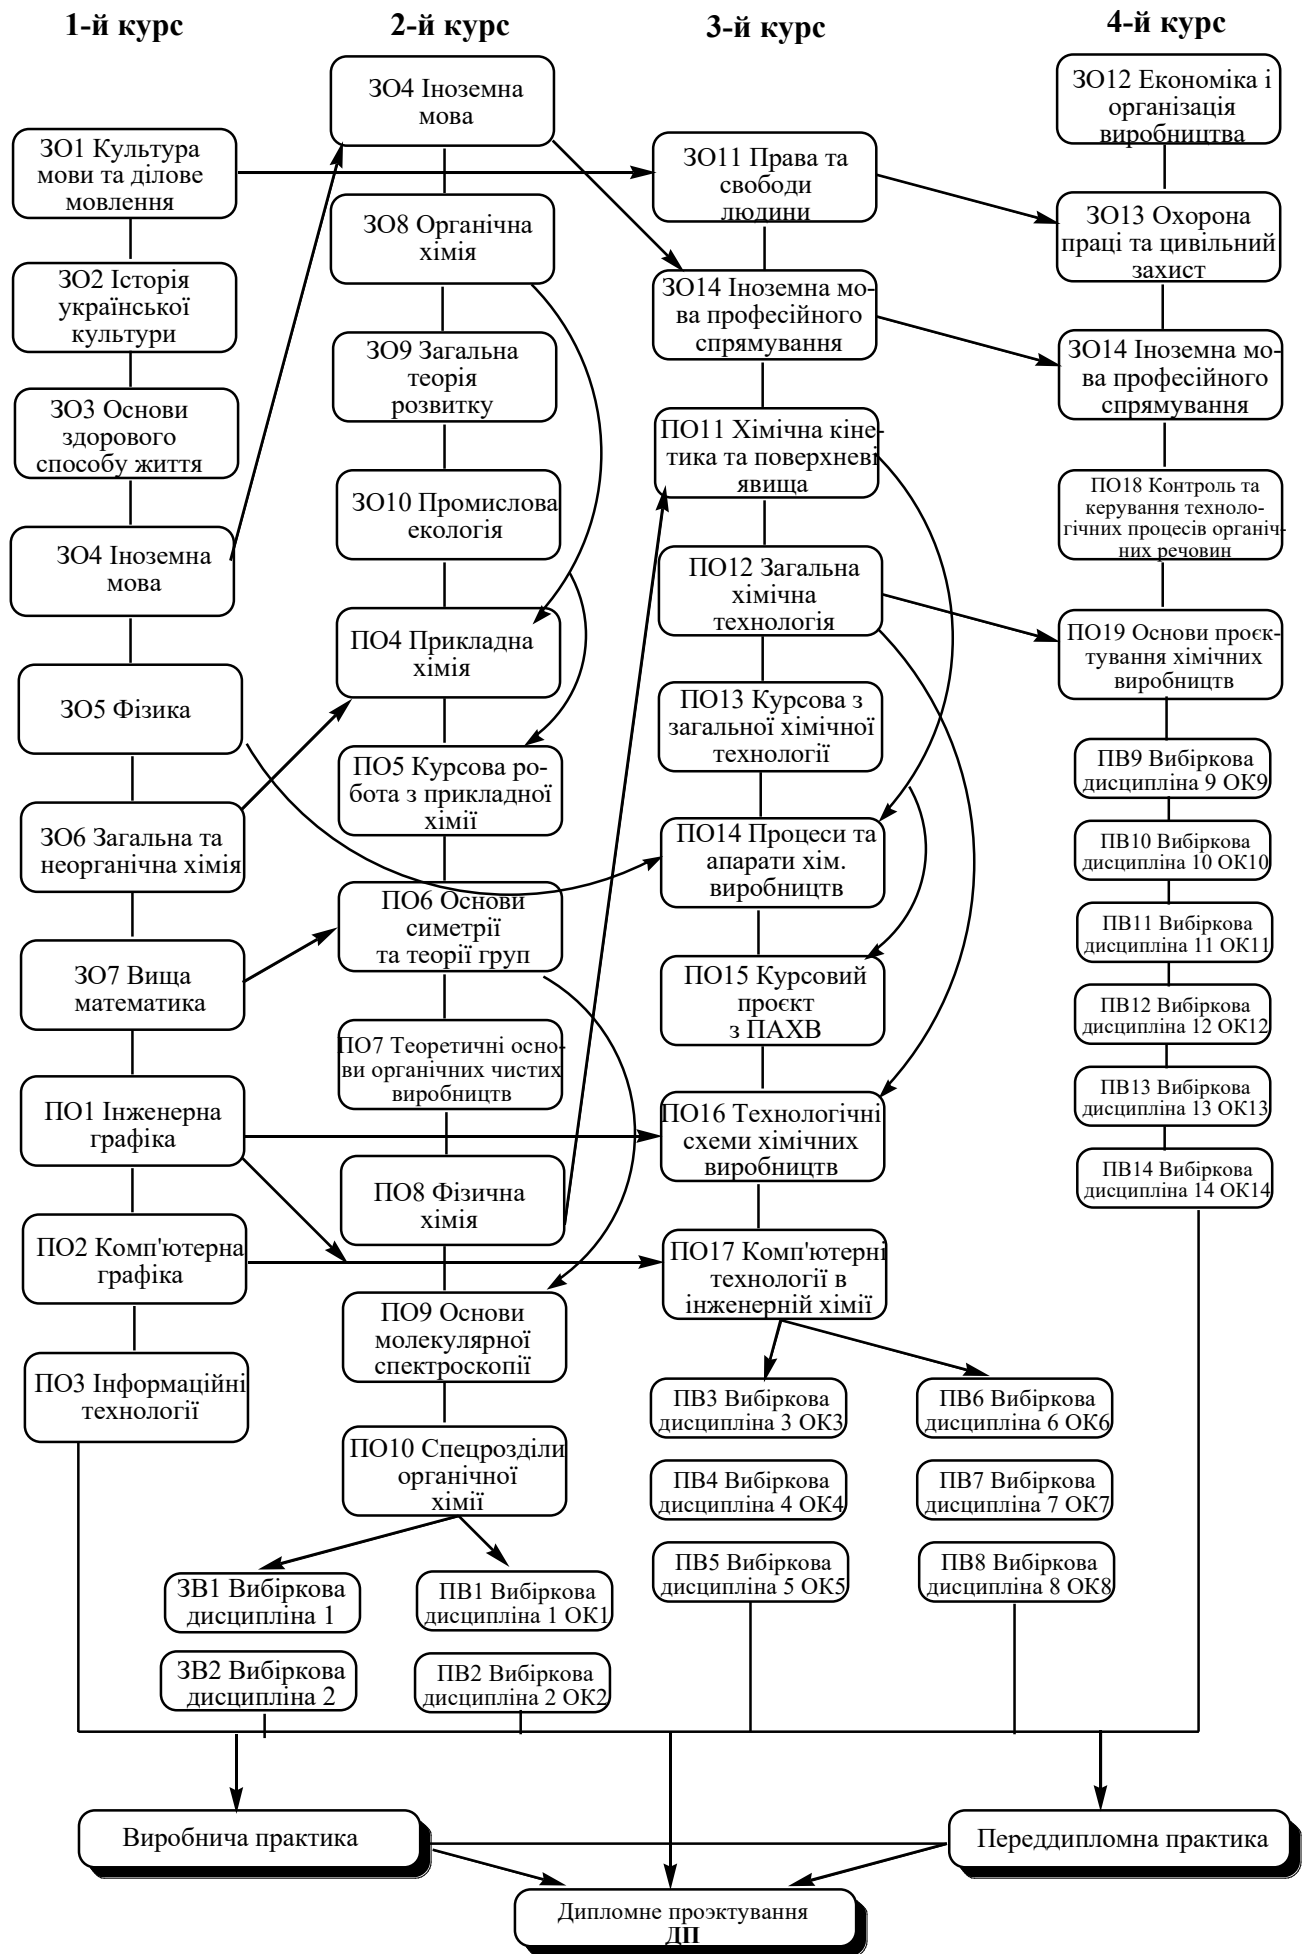 1-й курс
2-й курс
3-й курс
4-й курс
ЗО1 Культура
мови та ділове
мовлення
ЗО2 Історія
української
культури
ЗО3 Основи
здорового
способу життя
ЗО4 Іноземна
мова
ЗО5 Фізика
ЗО6 Загальна та
неорганічна хімія
ЗО7 Вища
математика
ПО1 Інженерна
графіка
ПО2 Комп'ютерна
графіка
ПО3 Інформаційні
технології
ЗО4 Іноземна
мова
ЗО8 Органічна
хімія
ЗО9 Загальна
теорія
розвитку
ЗО10 Промислова
екологія
ПО4 Прикладна
хімія
ПО5 Курсова ро-
бота з прикладної
хімії
ПО6 Основи
симетрії
та теорії груп
ПО7 Теоретичні осно-
ви органічних чистих
виробництв
ПО8 Фізична
хімія
ПО9 Основи
молекулярної
спектроскопії
ПО10 Спецрозділи
органічної
хімії
ЗВ1 Вибіркова
дисципліна 1
ЗВ2 Вибіркова
дисципліна 2
ПВ1 Вибіркова
дисципліна 1 ОК1
ПВ2 Вибіркова
дисципліна 2 ОК2
ЗО11 Права та
свободи
людини
ЗО14 Іноземна мо-
ва професійного
спрямування
ПО11 Хімічна кіне-
тика та поверхневі
явища
ПО12 Загальна
хімічна
технологія
ПО13 Курсова з
загальної хімічної
технології
ПО14 Процеси та
апарати хім.
виробництв
ПО15 Курсовий
проєкт
з ПАХВ
ПО16 Технологічні
схеми хімічних
виробництв
ПО17 Комп'ютерні
технології в
інженерній хімії
ПВ3 Вибіркова
дисципліна 3 ОК3
ПВ4 Вибіркова
дисципліна 4 ОК4
ПВ5 Вибіркова
дисципліна 5 ОК5
ПВ6 Вибіркова
дисципліна 6 ОК6
ПВ7 Вибіркова
дисципліна 7 ОК7
ПВ8 Вибіркова
дисципліна 8 ОК8
ЗО12 Економіка і
організація
виробництва
ЗО13 Охорона
праці та цивільний
захист
ЗО14 Іноземна мо-
ва професійного
спрямування
ПО18 Контроль та
керування техноло-
гічних процесів органіч-
них речовин
ПО19 Основи проєк-
тування хімічних
виробництв
ПВ9 Вибіркова
дисципліна 9 ОК9
ПВ10 Вибіркова
дисципліна 10 ОК10
ПВ11 Вибіркова
дисципліна 11 ОК11
ПВ12 Вибіркова
дисципліна 12 ОК12
ПВ13 Вибіркова
дисципліна 13 ОК13
ПВ14 Вибіркова
дисципліна 14 ОК14
Виробнича практика
Переддипломна практика
Дипломне проэктування
ДП